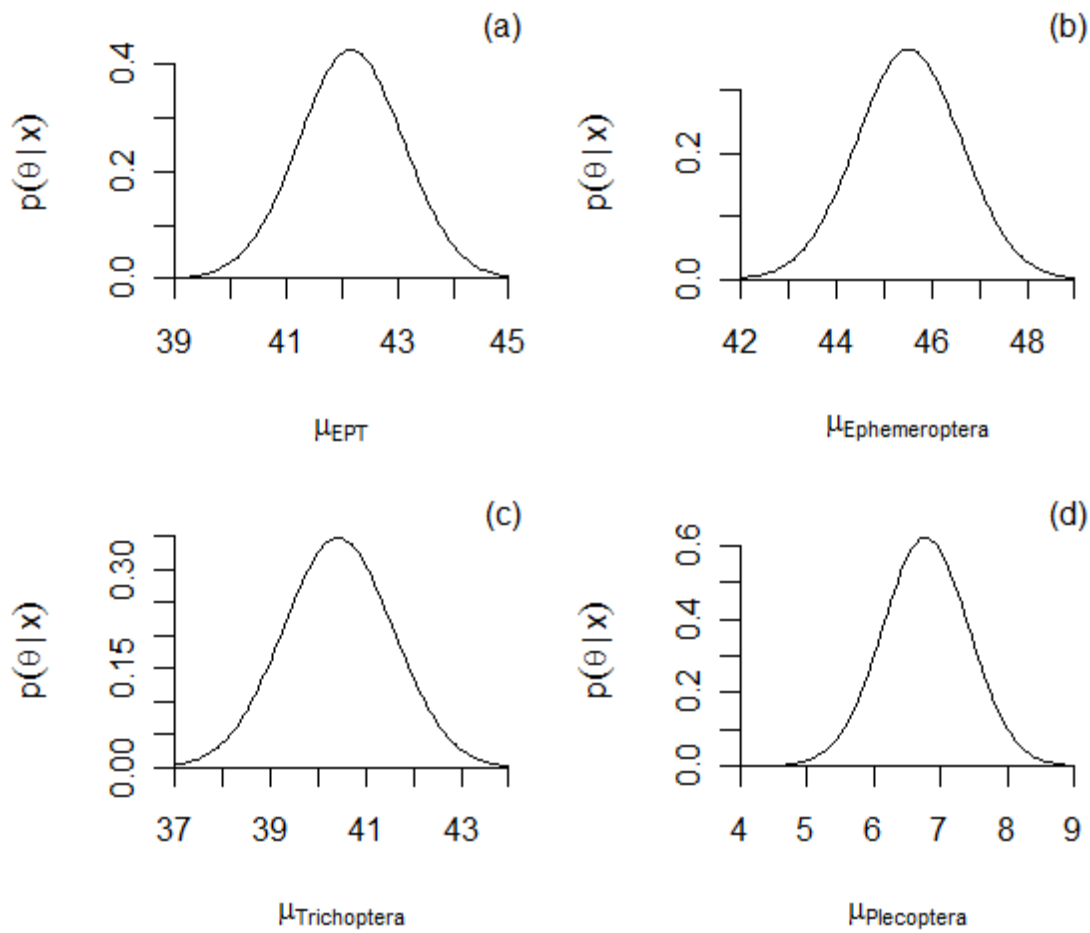 (a)
p(θ|x)
0.0 0.2 0.4
39 41 43 45
μEPT
(b)
p(θ|x)
0.0 0.2
42 44 46 48
μEphemeroptera
(c)
p(θ|x)
0.00 0.15 0.30
37 39 41 43
μTrichoptera
(d)
p(θ|x)
0.0 0.2 0.4 0.6
4 5 6 7 8 9
μPlecoptera